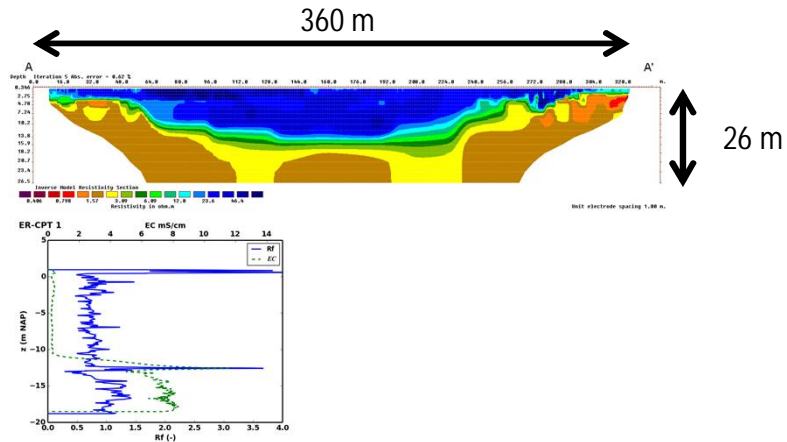 360 m
A A'
Depth Iteration 5 Abs. error = 0.62 %
0.0 16.0 32.0 48.0 64.0 80.0 96.0 112.0 128.0 144.0 160.0 176.0 192.0 208.0 224.0 240.0 256.0 272.0 288.0 304.0 320.0 m.
0.346
2.75
4.70
7.24
10.2
13.0
15.9
18.2
20.7
23.4
26.5
26 m
Inverse Model Resistivity Section
0.406 0.798 1.57 3.09 6.09 12.0 23.6 46.4
Resistivity in ohm.m
Unit electrode spacing 1.00 m.
ER-CPT 1
EC mS/cm
0 2 4 6 8 10 12 14
Rf
EC
z (m NAP)
5
0
−5
−10
−15
−20
0.0 0.5 1.0 1.5 2.0 2.5 3.0 3.5 4.0
Rf (-)